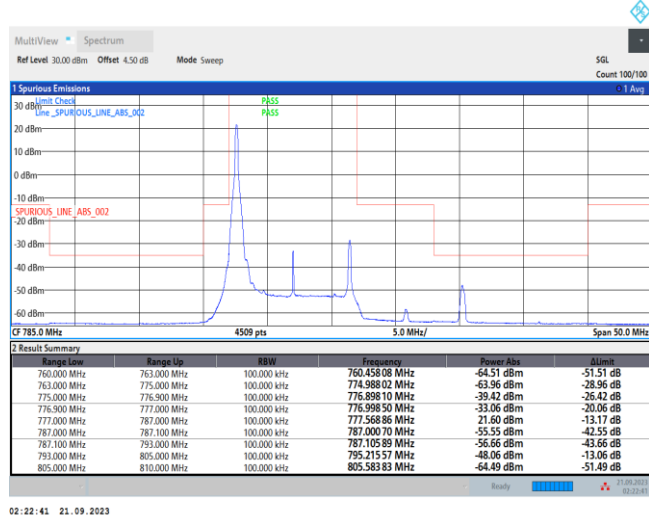 MultiView Spectrum
Ref Level 30.00 dBm Offset 4.50 dB Mode Sweep SGL
Count 100/100
1 Spurious Emissions 1 Avg
30 dBm Limit Check PASS
Line _SPURIOUS_LINE_ABS_002 PASS
20 dBm
10 dBm
0 dBm
-10 dBm
SPURIOUS_LINE_ABS_002
-20 dBm
-30 dBm
-40 dBm
-50 dBm
-60 dBm
CF 785.0 MHz 4509 pts 5.0 MHz/ Span 50.0 MHz
2 Result Summary
Range Low Range Up RBW Frequency Power Abs ΔLimit
760.000 MHz 763.000 MHz 100.000 kHz 760.45808 MHz -64.51 dBm -51.51 dB
763.000 MHz 775.000 MHz 100.000 kHz 774.98802 MHz -63.96 dBm -28.96 dB
775.000 MHz 776.900 MHz 100.000 kHz 776.89810 MHz -39.42 dBm -26.42 dB
776.900 MHz 777.000 MHz 100.000 kHz 776.99850 MHz -33.06 dBm -20.06 dB
777.000 MHz 787.000 MHz 100.000 kHz 777.56886 MHz 21.60 dBm -13.17 dB
787.000 MHz 787.100 MHz 100.000 kHz 787.00070 MHz -55.55 dBm -42.55 dB
787.100 MHz 793.000 MHz 100.000 kHz 787.10589 MHz -56.66 dBm -43.66 dB
793.000 MHz 805.000 MHz 100.000 kHz 795.21557 MHz -48.06 dBm -13.06 dB
805.000 MHz 810.000 MHz 100.000 kHz 805.58383 MHz -64.49 dBm -51.49 dB
Ready 21.09.2023
02:22:41
02:22:41 21.09.2023